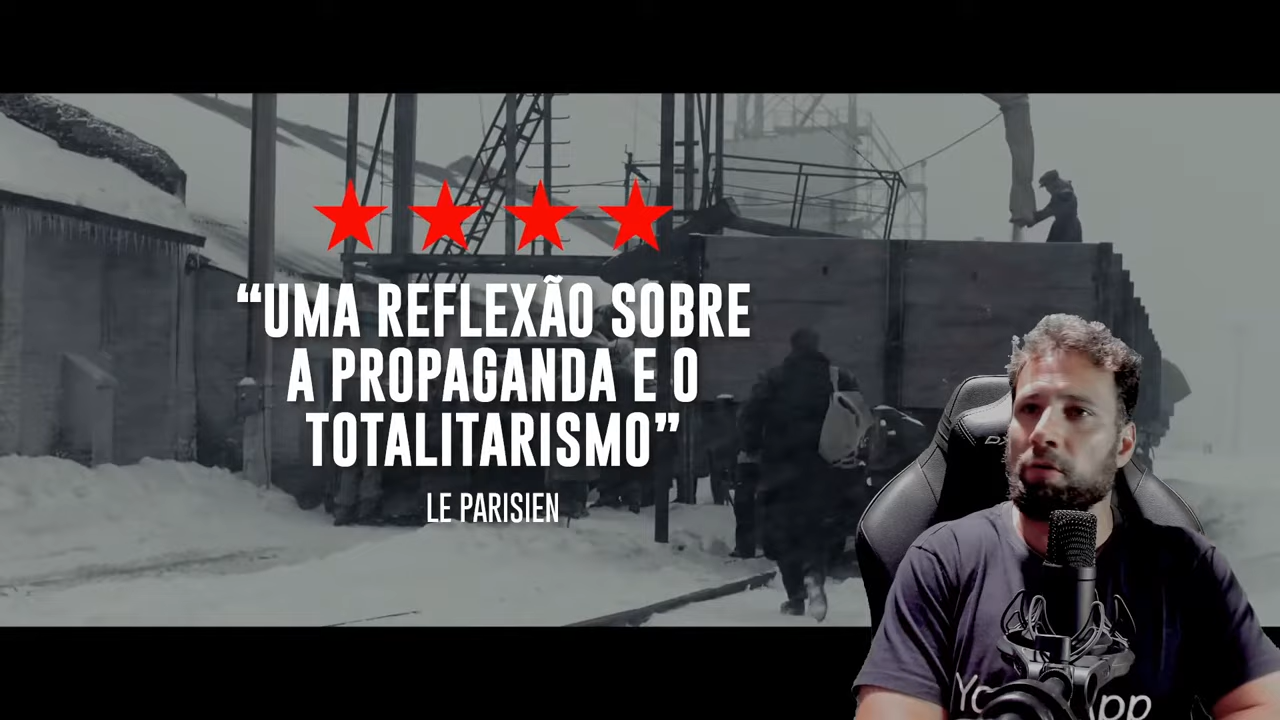 “UMA REFLEXÃO SOBRE
A PROPAGANDA E O
TOTALITARISMO”
LE PARISIEN